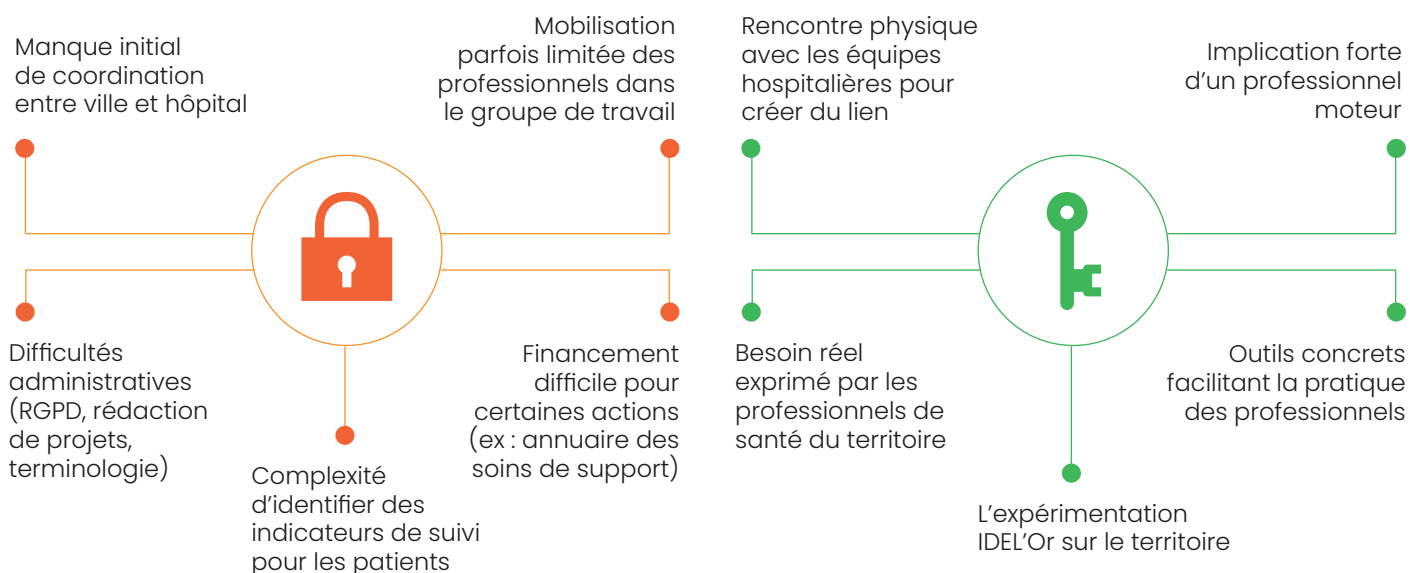 Manque initial
de coordination
entre ville et hôpital
Mobilisation
parfois limitée des
professionnels dans
le groupe de travail
Difficultés
administratives
(RGPD, rédaction
de projets,
terminologie)
Complexité
d’identifier des
indicateurs de suivi
pour les patients
Financement
difficile pour
certaines actions
(ex : annuaire des
soins de support)
Rencontre physique
avec les équipes
hospitalières pour
créer du lien
Implication forte
d’un professionnel
moteur
Besoin réel
exprimé par les
professionnels de
santé du territoire
L’expérimentation
IDEL’Or sur le territoire
Outils concrets
facilitant la pratique
des professionnels